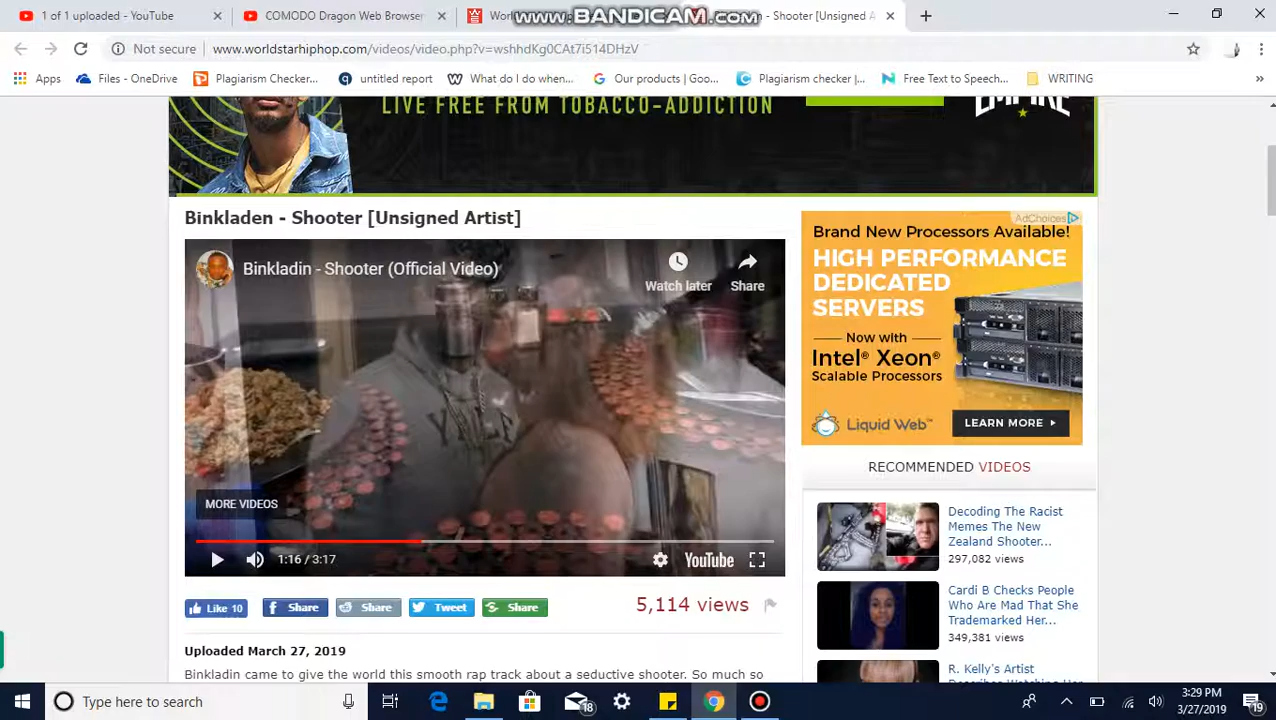 1 of 1 uploaded - YouTube
COMODO Dragon Web Browser
Wor
www.BANDICAM.com
- Shooter [Unsigned A
Not secure
www.worldstarhiphop.com/videos/video.php?v=wshhdKg0CAt7i514DHzV
Apps
Files - OneDrive
Plagiarism Checker...
untitled report
What do I do when...
Our products | Goo...
Plagiarism checker |...
Free Text to Speech...
WRITING
LIVE FREE FROM TOBACCO-ADDICTION
EMPIRE
Binkladen - Shooter [Unsigned Artist]
Binkladin - Shooter (Official Video)
Watch later
Share
MORE VIDEOS
1:16 / 3:17
YouTube
Like 10
Share
Share
Tweet
Share
5,114 views
Uploaded March 27, 2019
Binkladin came to give the world this smooth rap track about a seductive shooter. So much so
AdChoices
Brand New Processors Available!
HIGH PERFORMANCE
DEDICATED
SERVERS
Now with
Intel® Xeon®
Scalable Processors
Liquid Web™
LEARN MORE
RECOMMENDED VIDEOS
Decoding The Racist
Memes The New
Zealand Shooter...
297,082 views
Cardi B Checks People
Who Are Mad That She
Trademarked Her...
349,381 views
R. Kelly's Artist
Type here to search
18
3:29 PM
3/27/2019
19